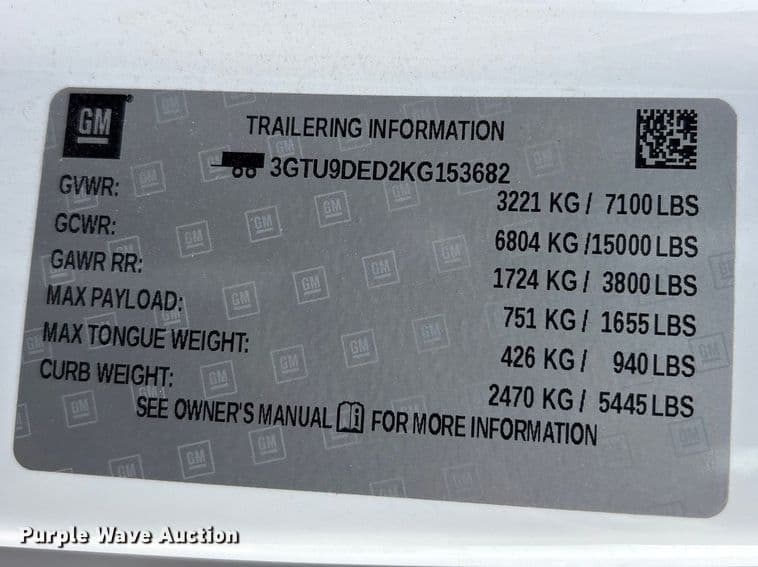 GM
TRAILERING INFORMATION
3GTU9DED2KG153682
GVWR: 3221 KG / 7100 LBS
GCWR: 6804 KG /15000 LBS
GAWR RR: 1724 KG / 3800 LBS
MAX PAYLOAD: 751 KG / 1655 LBS
MAX TONGUE WEIGHT: 426 KG / 940 LBS
CURB WEIGHT: 2470 KG / 5445 LBS
SEE OWNER'S MANUAL FOR MORE INFORMATION
Purple Wave Auction